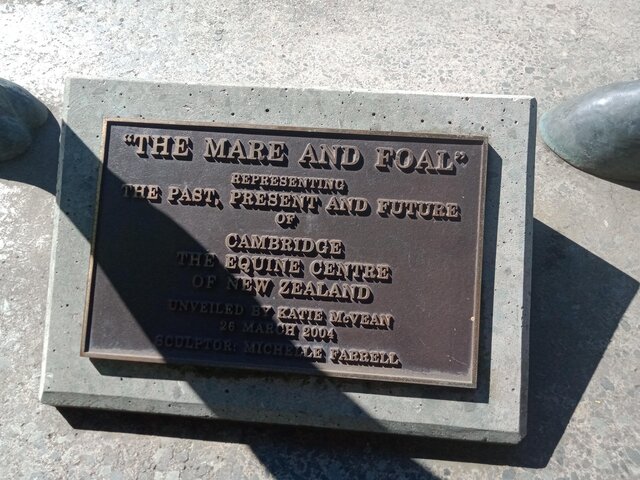 "THE MARE AND FOAL"
REPRESENTING
THE PAST, PRESENT AND FUTURE
OF
CAMBRIDGE
THE EQUINE CENTRE
OF NEW ZEALAND
UNVEILED BY KATIE McVEAN
26 MARCH 2004
SCULPTOR: MICHELLE FARRELL